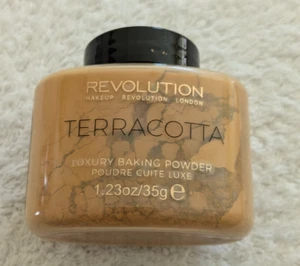 REVOLUTION
MAKEUP REVOLUTION LONDON
TERRACOTTA
LUXURY BAKING POWDER
POUDRE CUITE LUXE
1.23oz/35g℮